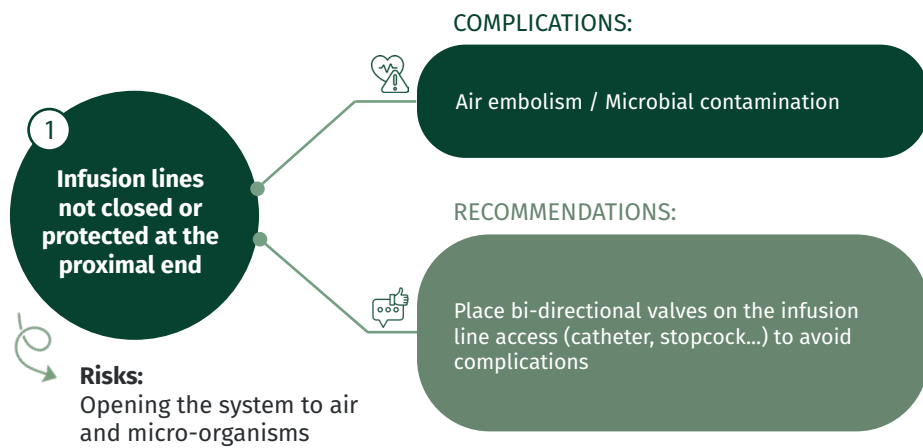 COMPLICATIONS:
Air embolism / Microbial contamination
1
Infusion lines
not closed or
protected at the
proximal end
RECOMMENDATIONS:
Place bi-directional valves on the infusion
line access (catheter, stopcock...) to avoid
complications
Risks:
Opening the system to air
and micro-organisms